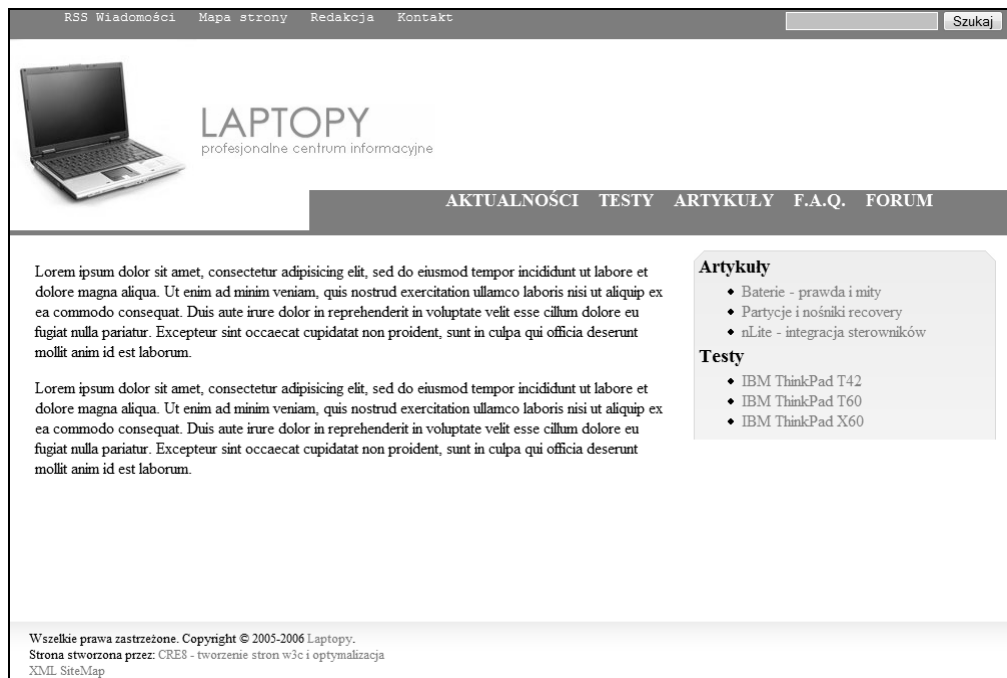 RSS Wiadomości Mapa strony Redakcja Kontakt Szukaj
LAPTOPY
profesjonalne centrum informacyjne
AKTUALNOŚCI TESTY ARTYKUŁY F.A.Q. FORUM
Lorem ipsum dolor sit amet, consectetur adipisicing elit, sed do eiusmod tempor incididunt ut labore et
dolore magna aliqua. Ut enim ad minim veniam, quis nostrud exercitation ullamco laboris nisi ut aliquip ex
ea commodo consequat. Duis aute irure dolor in reprehenderit in voluptate velit esse cillum dolore eu
fugiat nulla pariatur. Excepteur sint occaecat cupidatat non proident, sunt in culpa qui officia deserunt
mollit anim id est laborum.
Lorem ipsum dolor sit amet, consectetur adipisicing elit, sed do eiusmod tempor incididunt ut labore et
dolore magna aliqua. Ut enim ad minim veniam, quis nostrud exercitation ullamco laboris nisi ut aliquip ex
ea commodo consequat. Duis aute irure dolor in reprehenderit in voluptate velit esse cillum dolore eu
fugiat nulla pariatur. Excepteur sint occaecat cupidatat non proident, sunt in culpa qui officia deserunt
mollit anim id est laborum.
Artykuły
• Baterie - prawda i mity
• Partycje i nośniki recovery
• nLite - integracja sterowników
Testy
• IBM ThinkPad T42
• IBM ThinkPad T60
• IBM ThinkPad X60
Wszelkie prawa zastrzeżone. Copyright © 2005-2006 Laptopy.
Strona stworzona przez: CRE8 - tworzenie stron w3c i optymalizacja
XML SiteMap